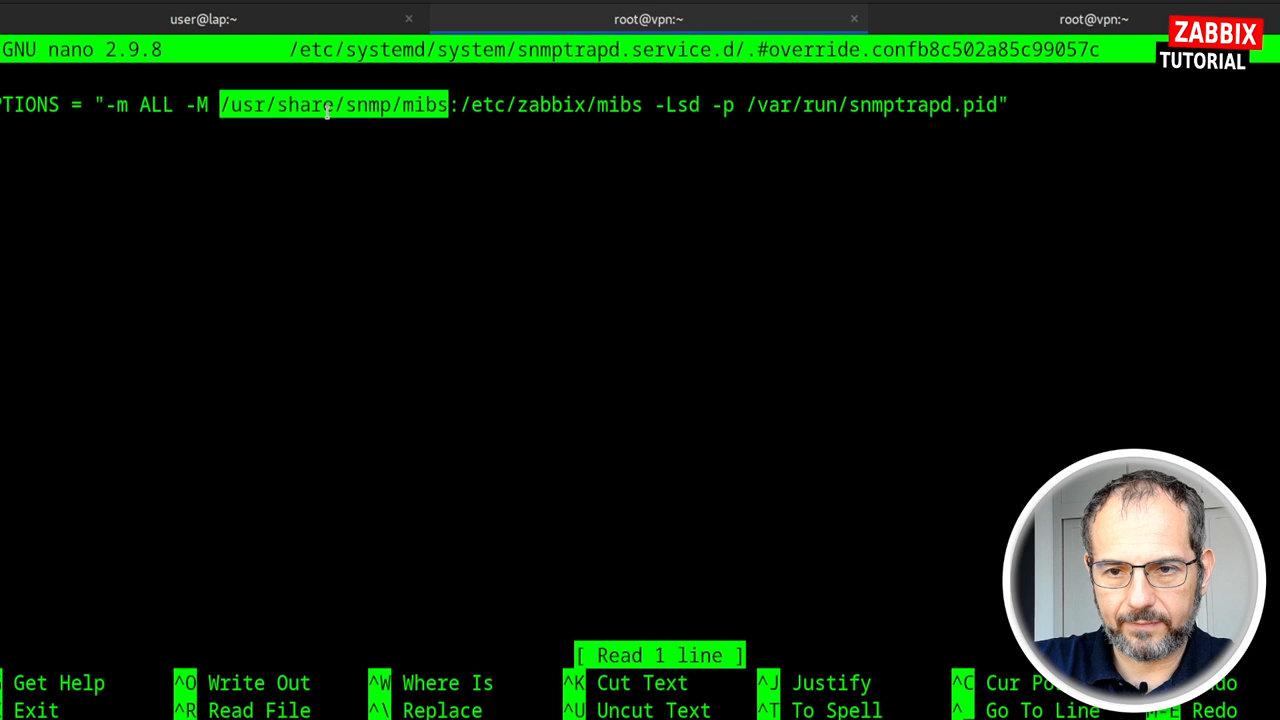 user@lap:~ × root@vpn:~ × root@vpn:~
ZABBIX
TUTORIAL
GNU nano 2.9.8 /etc/systemd/system/snmptrapd.service.d/.#override.confb8c502a85c99057c
PTIONS = "-m ALL -M /usr/share/snmp/mibs:/etc/zabbix/mibs -Lsd -p /var/run/snmptrapd.pid"
[ Read 1 line ]
Get Help ^O Write Out ^W Where Is ^K Cut Text ^J Justify ^C Cur
Exit ^R Read File ^\ Replace ^U Uncut Text ^T To Spell ^_ Go To Line M-E Redo